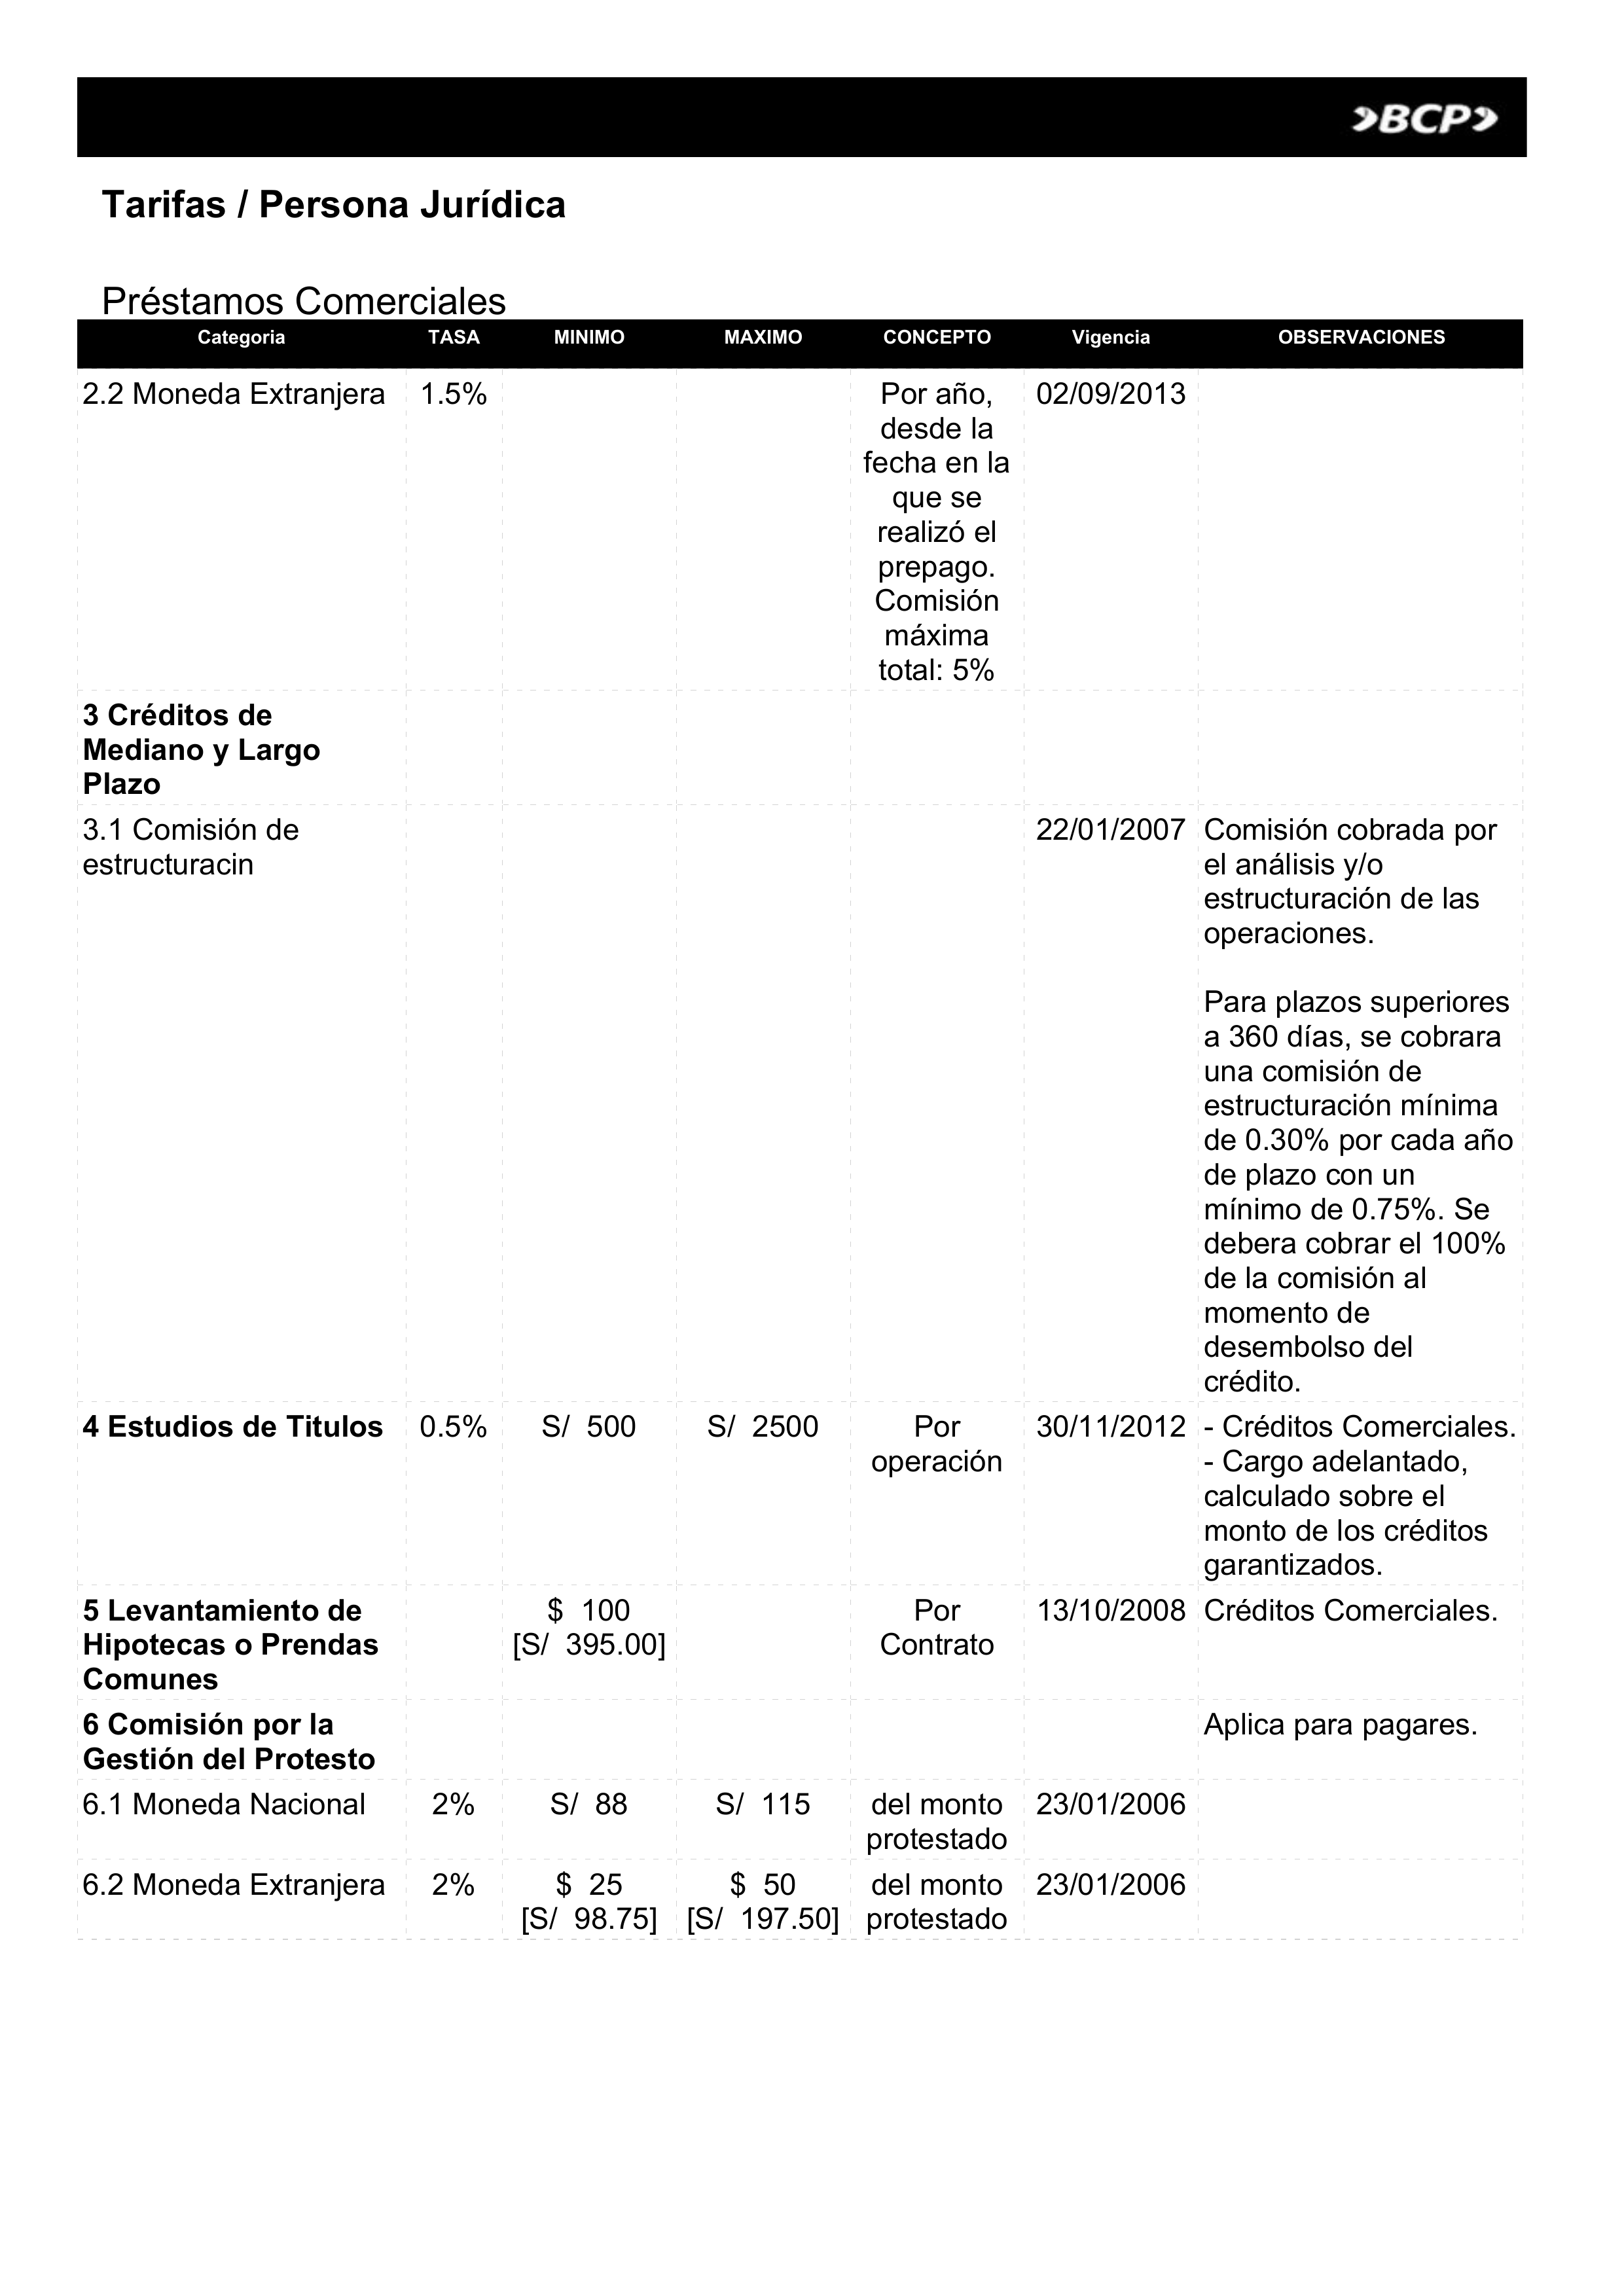 BCP
Tarifas / Persona Jurídica
Préstamos Comerciales
Categoria TASA MINIMO MAXIMO CONCEPTO Vigencia OBSERVACIONES
2.2 Moneda Extranjera 1.5% Por año, 02/09/2013
desde la
fecha en la
que se
realizó el
prepago.
Comisión
máxima
total: 5%
3 Créditos de
Mediano y Largo
Plazo
3.1 Comisión de 22/01/2007 Comisión cobrada por
estructuracin el análisis y/o
estructuración de las
operaciones.
Para plazos superiores
a 360 días, se cobrara
una comisión de
estructuración mínima
de 0.30% por cada año
de plazo con un
mínimo de 0.75%. Se
debera cobrar el 100%
de la comisión al
momento de
desembolso del
crédito.
4 Estudios de Titulos 0.5% S/ 500 S/ 2500 Por 30/11/2012 - Créditos Comerciales.
operación - Cargo adelantado,
calculado sobre el
monto de los créditos
garantizados.
5 Levantamiento de $ 100 Por 13/10/2008 Créditos Comerciales.
Hipotecas o Prendas [S/ 395.00] Contrato
Comunes
6 Comisión por la Aplica para pagares.
Gestión del Protesto
6.1 Moneda Nacional 2% S/ 88 S/ 115 del monto 23/01/2006
protestado
6.2 Moneda Extranjera 2% $ 25 $ 50 del monto 23/01/2006
[S/ 98.75] [S/ 197.50] protestado